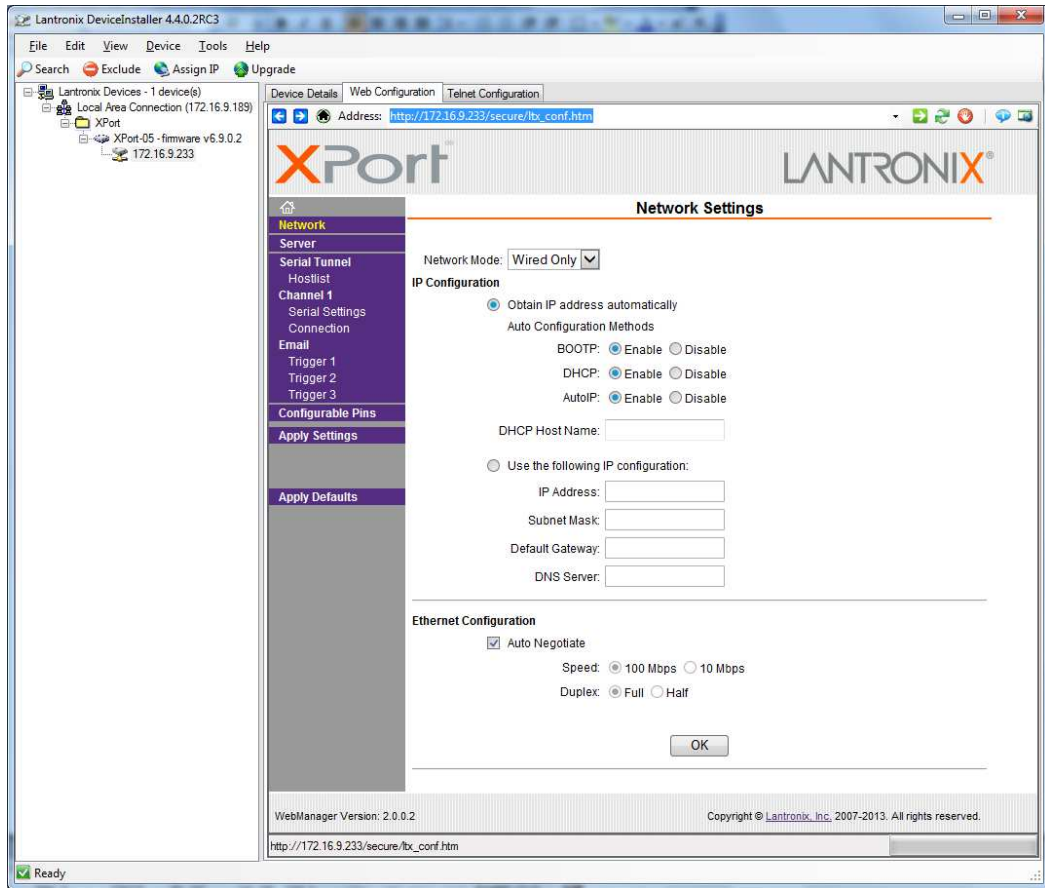 Lantronix DeviceInstaller 4.4.0.2RC3
File Edit View Device Tools Help
Search Exclude Assign IP Upgrade
Lantronix Devices - 1 device(s)
Local Area Connection (172.16.9.189)
XPort
XPort-05 - firmware v6.9.0.2
172.16.9.233
Device Details Web Configuration Telnet Configuration
Address: http://172.16.9.233/secure/ltx_conf.htm
XPort
LANTRONIX®
Network
Server
Serial Tunnel
Hostlist
Channel 1
Serial Settings
Connection
Email
Trigger 1
Trigger 2
Trigger 3
Configurable Pins
Apply Settings
Apply Defaults
Network Settings
Network Mode: Wired Only
IP Configuration
Obtain IP address automatically
Auto Configuration Methods
BOOTP: Enable Disable
DHCP: Enable Disable
AutoIP: Enable Disable
DHCP Host Name:
Use the following IP configuration:
IP Address:
Subnet Mask:
Default Gateway:
DNS Server:
Ethernet Configuration
Auto Negotiate
Speed: 100 Mbps 10 Mbps
Duplex: Full Half
OK
WebManager Version: 2.0.0.2
Copyright © Lantronix, Inc. 2007-2013. All rights reserved.
http://172.16.9.233/secure/ltx_conf.htm
Ready